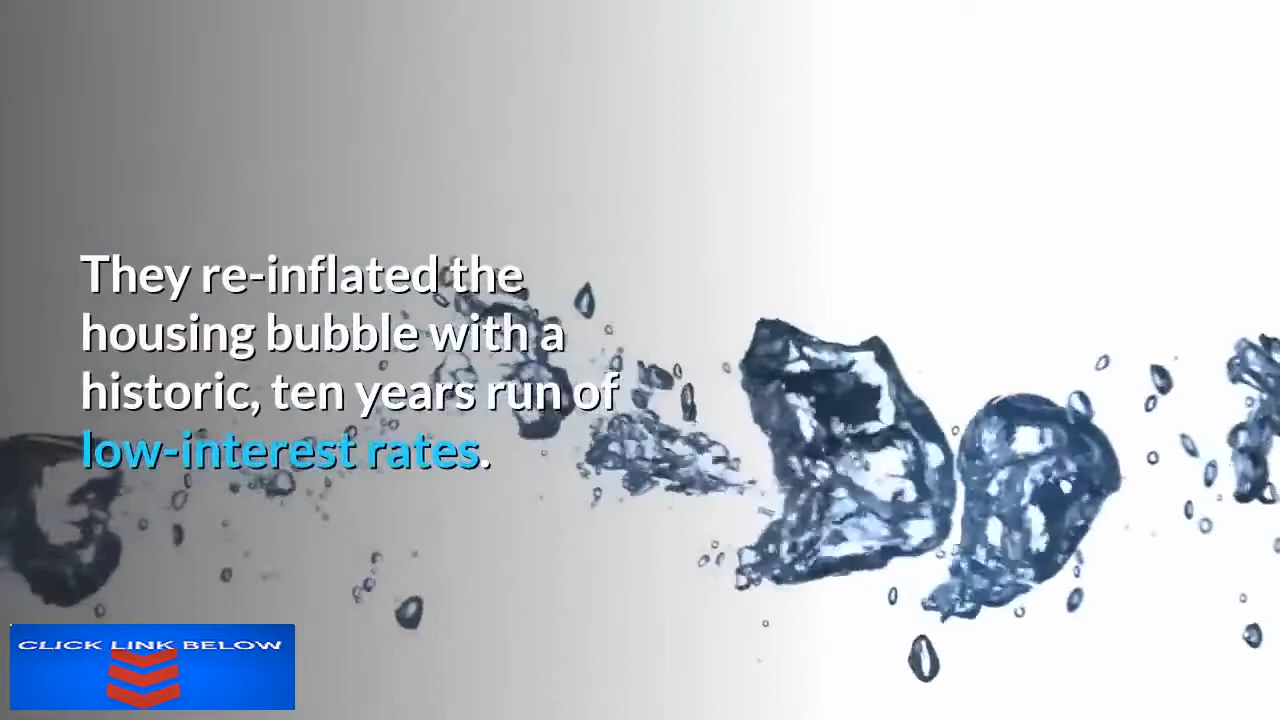 They re-inflated the
housing bubble with a
historic, ten years run of
low-interest rates.
CLICK LINK BELOW